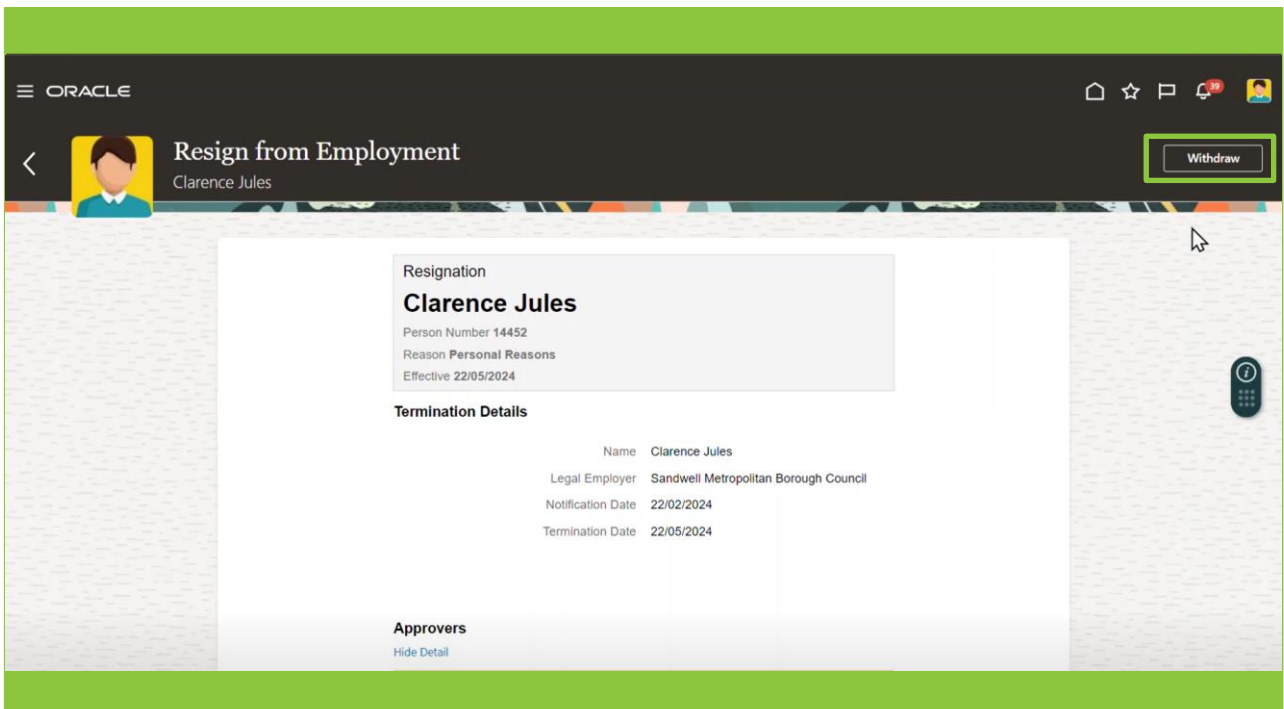 ORACLE
39
Resign from Employment
Clarence Jules
Withdraw
Resignation
Clarence Jules
Person Number 14452
Reason Personal Reasons
Effective 22/05/2024
Termination Details
Name Clarence Jules
Legal Employer Sandwell Metropolitan Borough Council
Notification Date 22/02/2024
Termination Date 22/05/2024
Approvers
Hide Detail